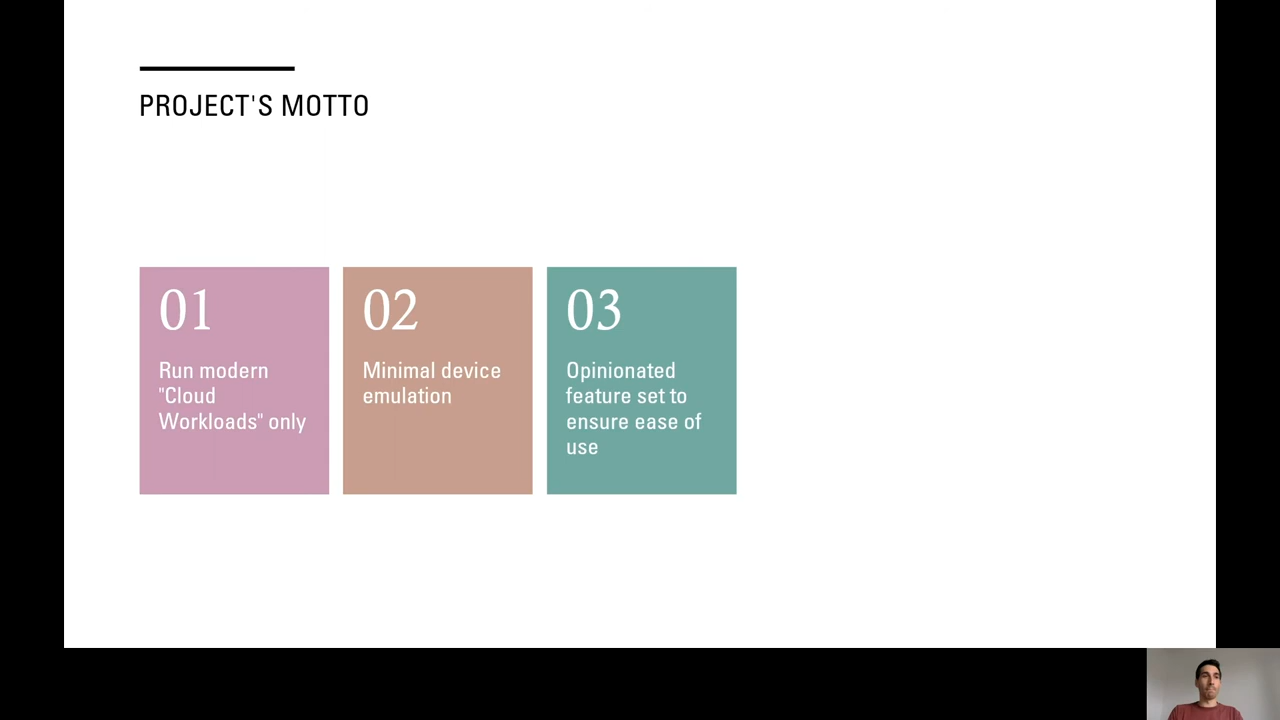 PROJECT'S MOTTO
01
Run modern
"Cloud
Workloads" only
02
Minimal device
emulation
03
Opinionated
feature set to
ensure ease of
use